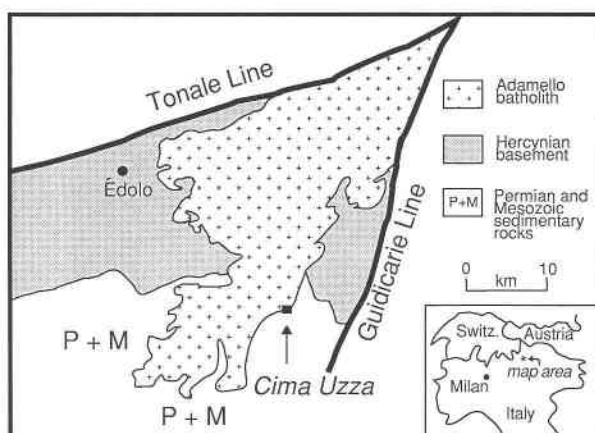 Tonale Line
Édolo
Guidicarie Line
P + M
P + M
Cima Uzza
Adamello
batholith
Hercynian
basement
P+M
Permian and
Mesozoic
sedimentary
rocks
0 10
km
Switz.
Austria
map area
Milan
Italy